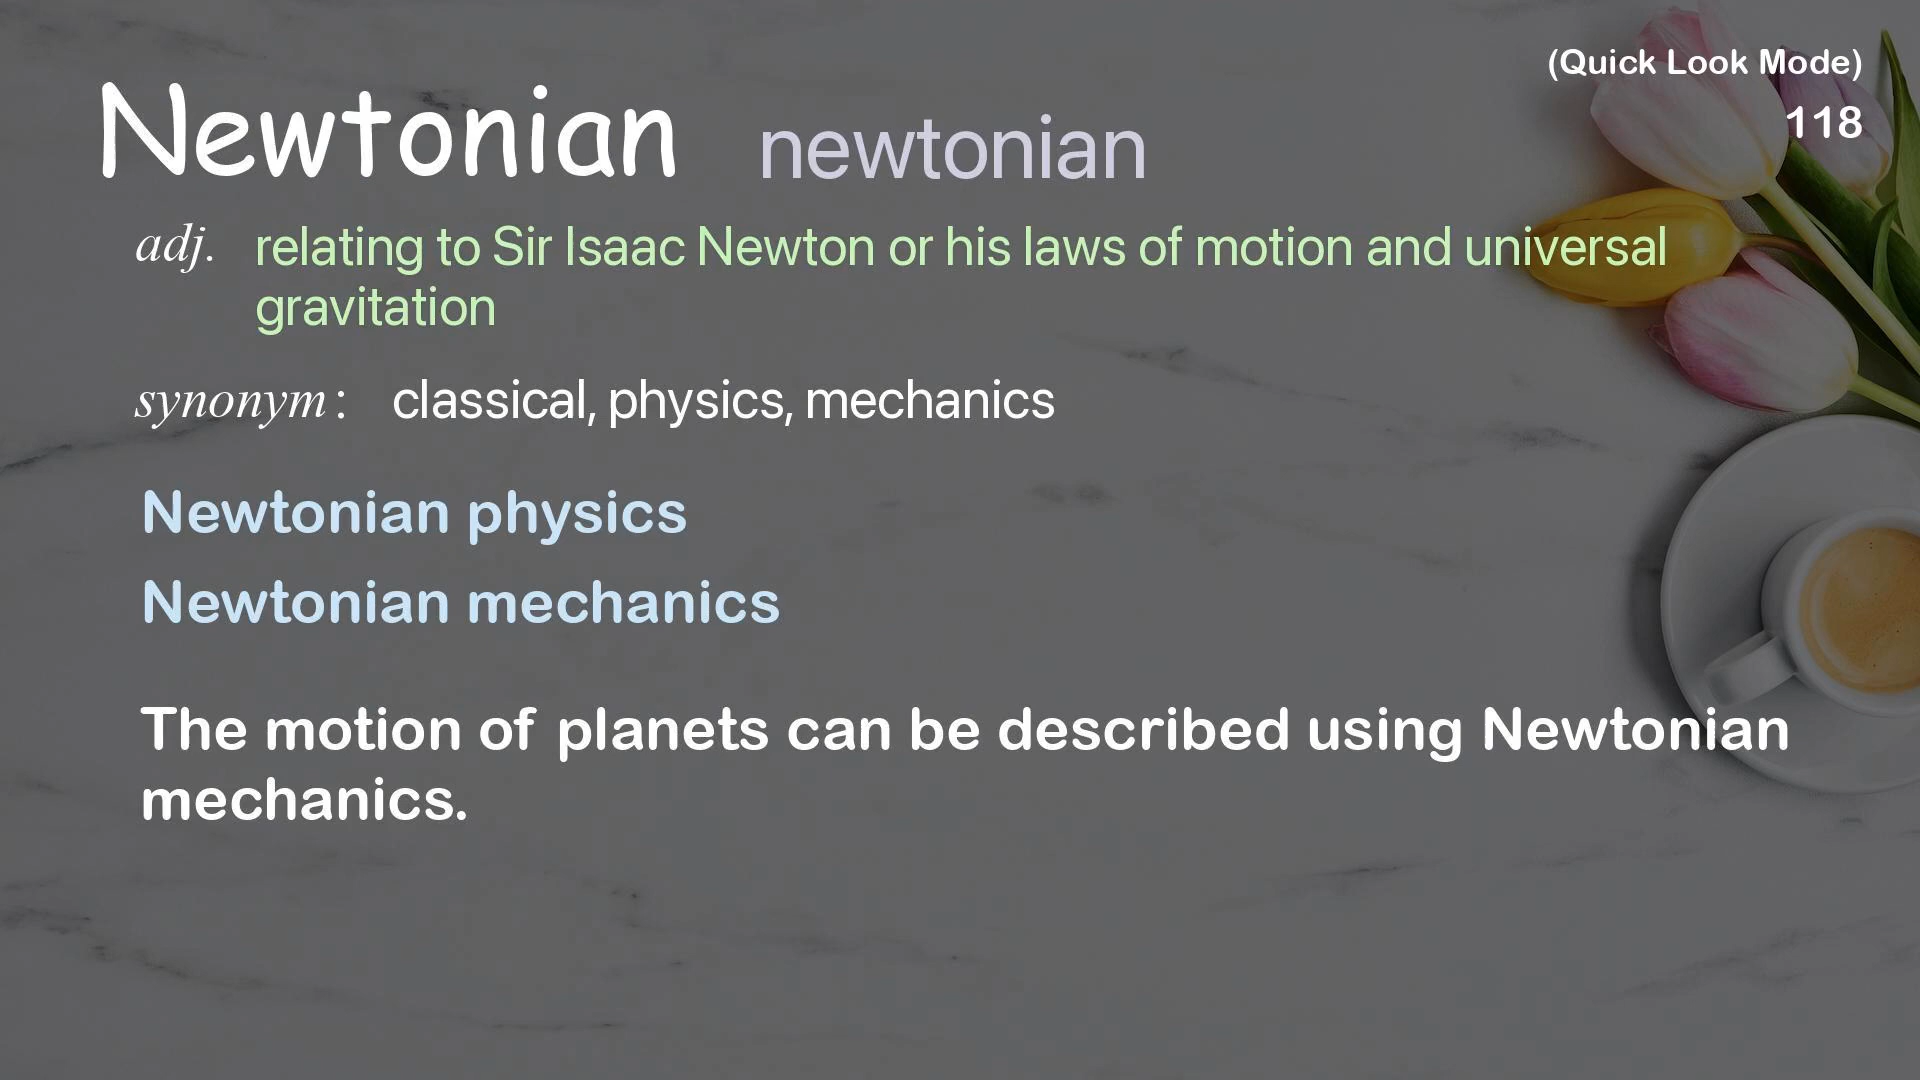 (Quick Look Mode)
118
Newtonian newtonian
adj. relating to Sir Isaac Newton or his laws of motion and universal
gravitation
synonym : classical, physics, mechanics
Newtonian physics
Newtonian mechanics
The motion of planets can be described using Newtonian
mechanics.